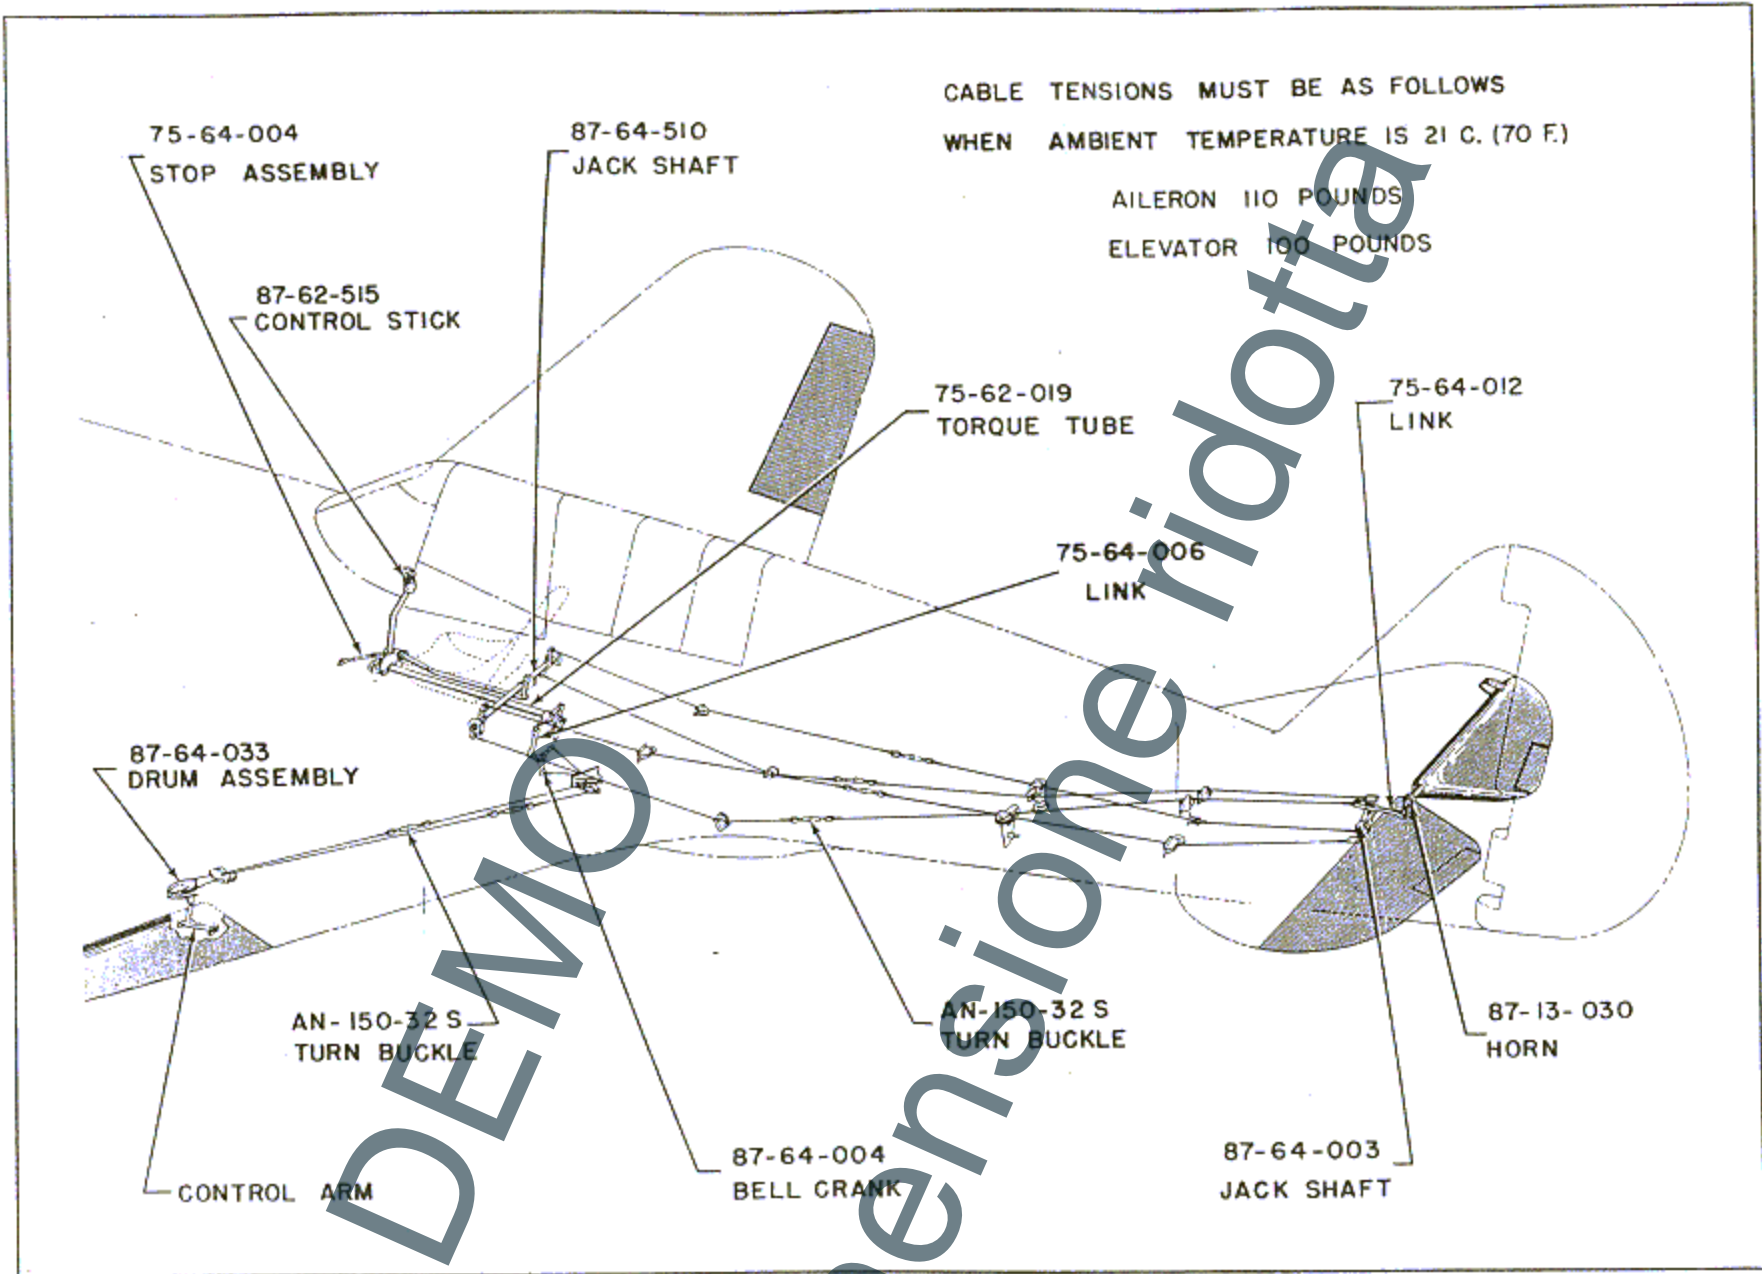 CABLE TENSIONS MUST BE AS FOLLOWS
WHEN AMBIENT TEMPERATURE IS 21 C. (70 F.)
AILERON 110 POUNDS
ELEVATOR 100 POUNDS
75-64-004
STOP ASSEMBLY
87-64-510
JACK SHAFT
87-62-515
CONTROL STICK
75-62-019
TORQUE TUBE
75-64-012
LINK
75-64-006
LINK
87-64-033
DRUM ASSEMBLY
AN-150-32 S
TURN BUCKLE
AN-150-32 S
TURN BUCKLE
87-13-030
HORN
CONTROL ARM
87-64-004
BELL CRANK
87-64-003
JACK SHAFT
DEMO
ensione ridotta